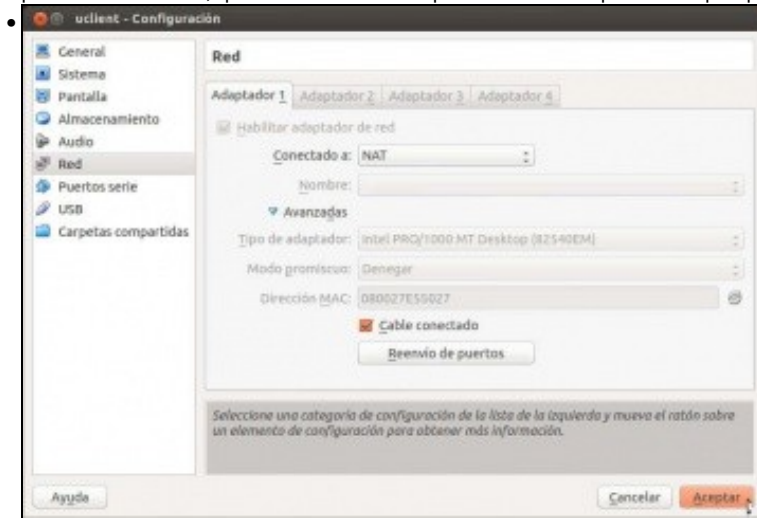 uclient - Configuración
General
Sistema
Pantalla
Almacenamiento
Audio
Red
Puertos serie
USB
Carpetas compartidas
Red
Adaptador 1 Adaptador 2 Adaptador 3 Adaptador 4
Habilitar adaptador de red
Conectado a: NAT
Nombre:
Avanzadas
Tipo de adaptador: Intel PRO/1000 MT Desktop (82540EM)
Modo promiscuo: Denegar
Dirección MAC: 080027E55027
Cable conectado
Reenvío de puertos
Seleccione una categoría de configuración de la lista de la izquierda y mueva el ratón sobre
un elemento de configuración para obtener más información.
Ayuda Cancelar Aceptar